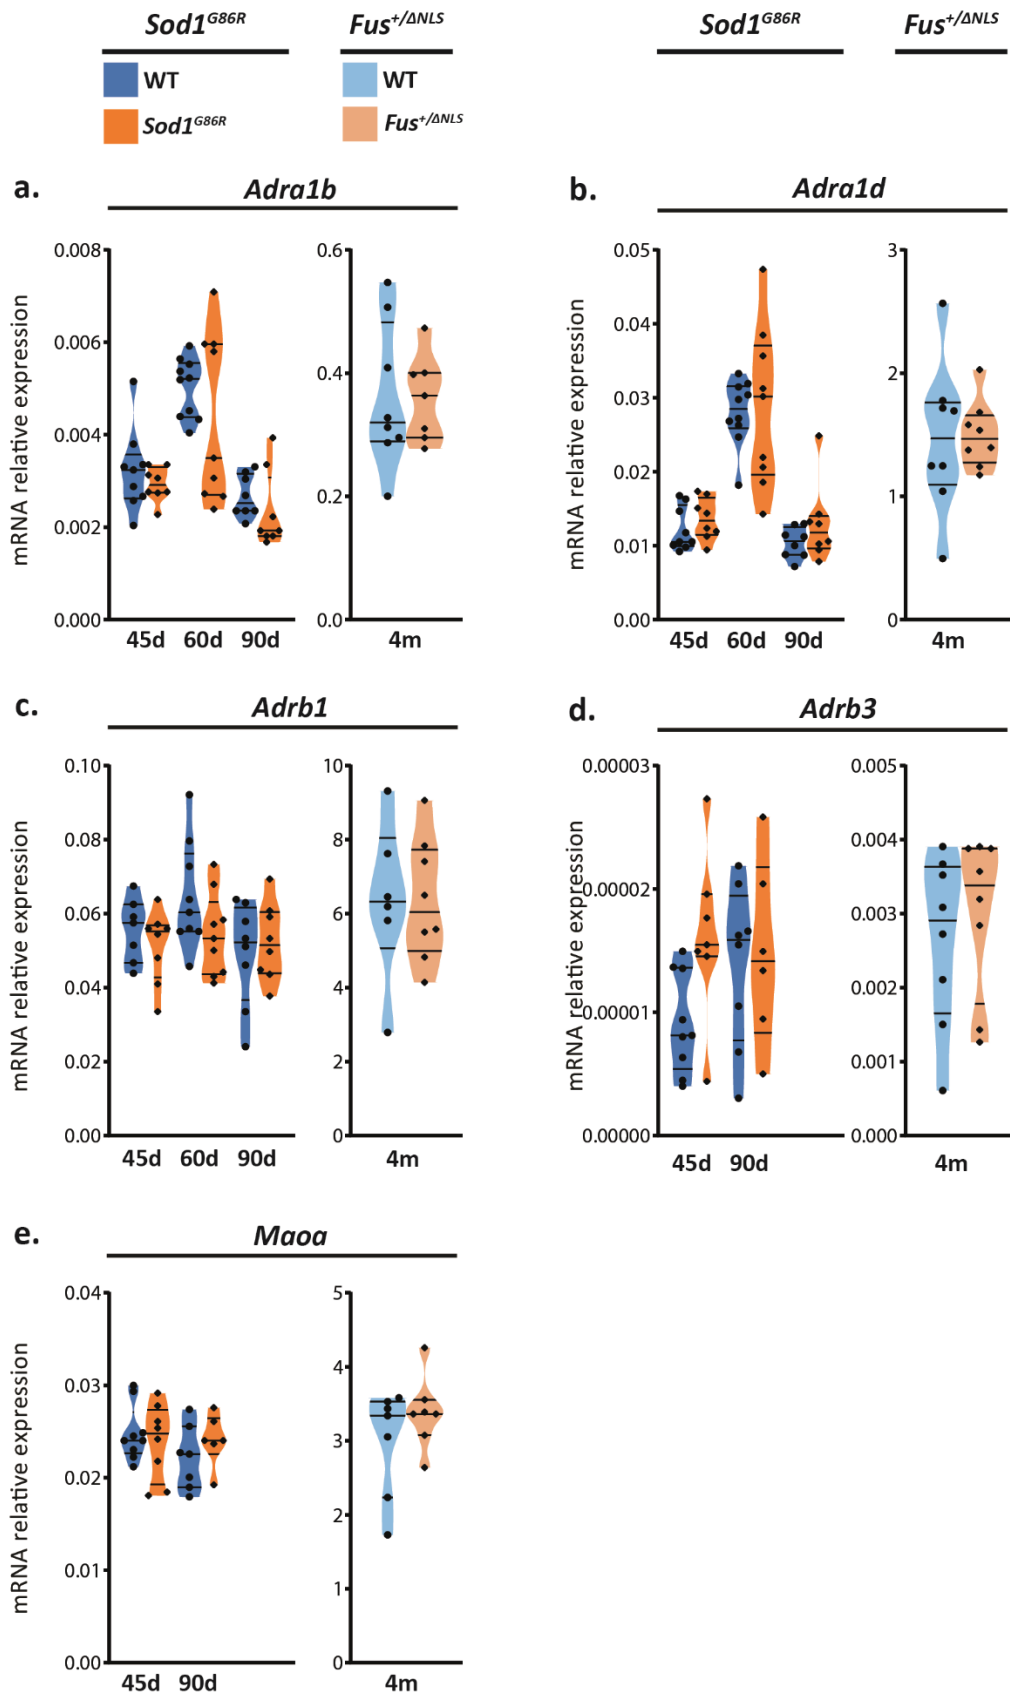 Sod1^G86R Fus^+/ΔNLS Sod1^G86R Fus^+/ΔNLS
WT WT
Sod1^G86R Fus^+/ΔNLS
a. Adra1b b. Adra1d
mRNA relative expression
0.008
0.006
0.004
0.002
0.000
45d 60d 90d
0.6
0.4
0.2
0.0
4m
mRNA relative expression
0.05
0.04
0.03
0.02
0.01
0.00
45d 60d 90d
3
2
1
0
4m
c. Adrb1 d. Adrb3
mRNA relative expression
0.10
0.08
0.06
0.04
0.02
0.00
45d 60d 90d
10
8
6
4
2
0
4m
mRNA relative expression
0.00003
0.00002
0.00001
0.00000
45d 90d
0.005
0.004
0.003
0.002
0.001
0.000
4m
e. Maoa
mRNA relative expression
0.04
0.03
0.02
0.01
0.00
45d 90d
5
4
3
2
1
0
4m